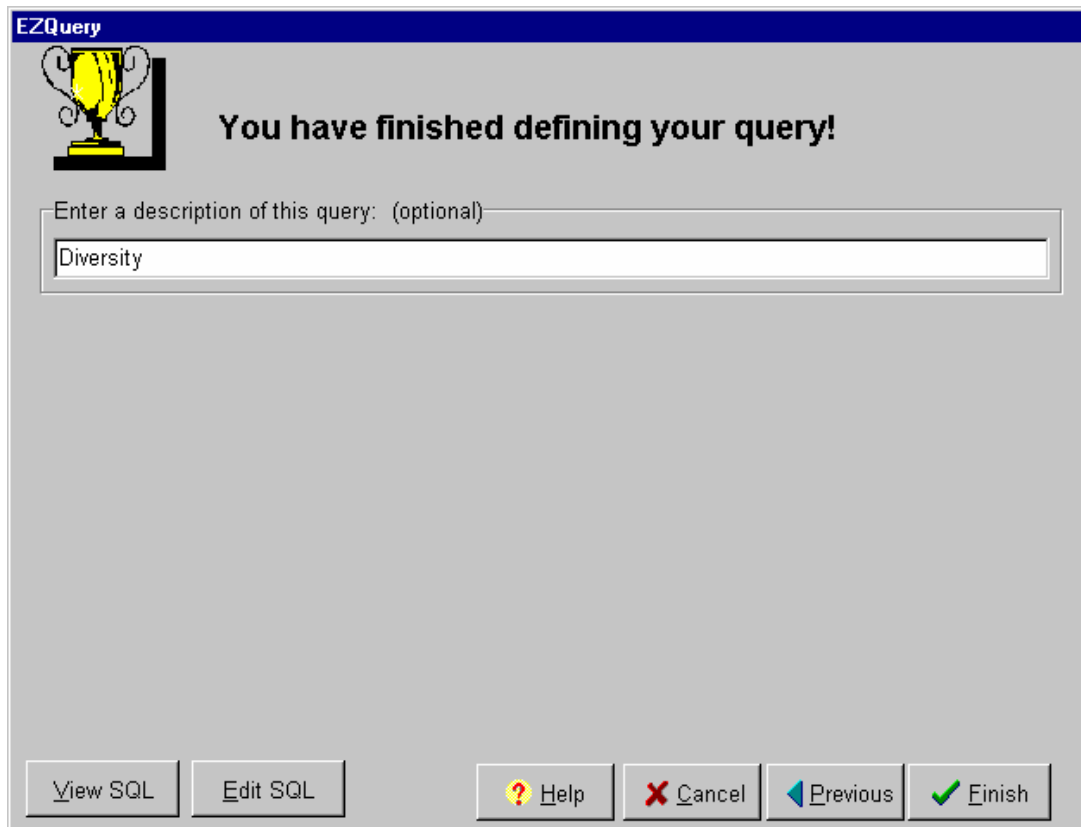 EZQuery
You have finished defining your query!
Enter a description of this query: (optional)
Diversity
View SQL Edit SQL ? Help Cancel Previous Finish